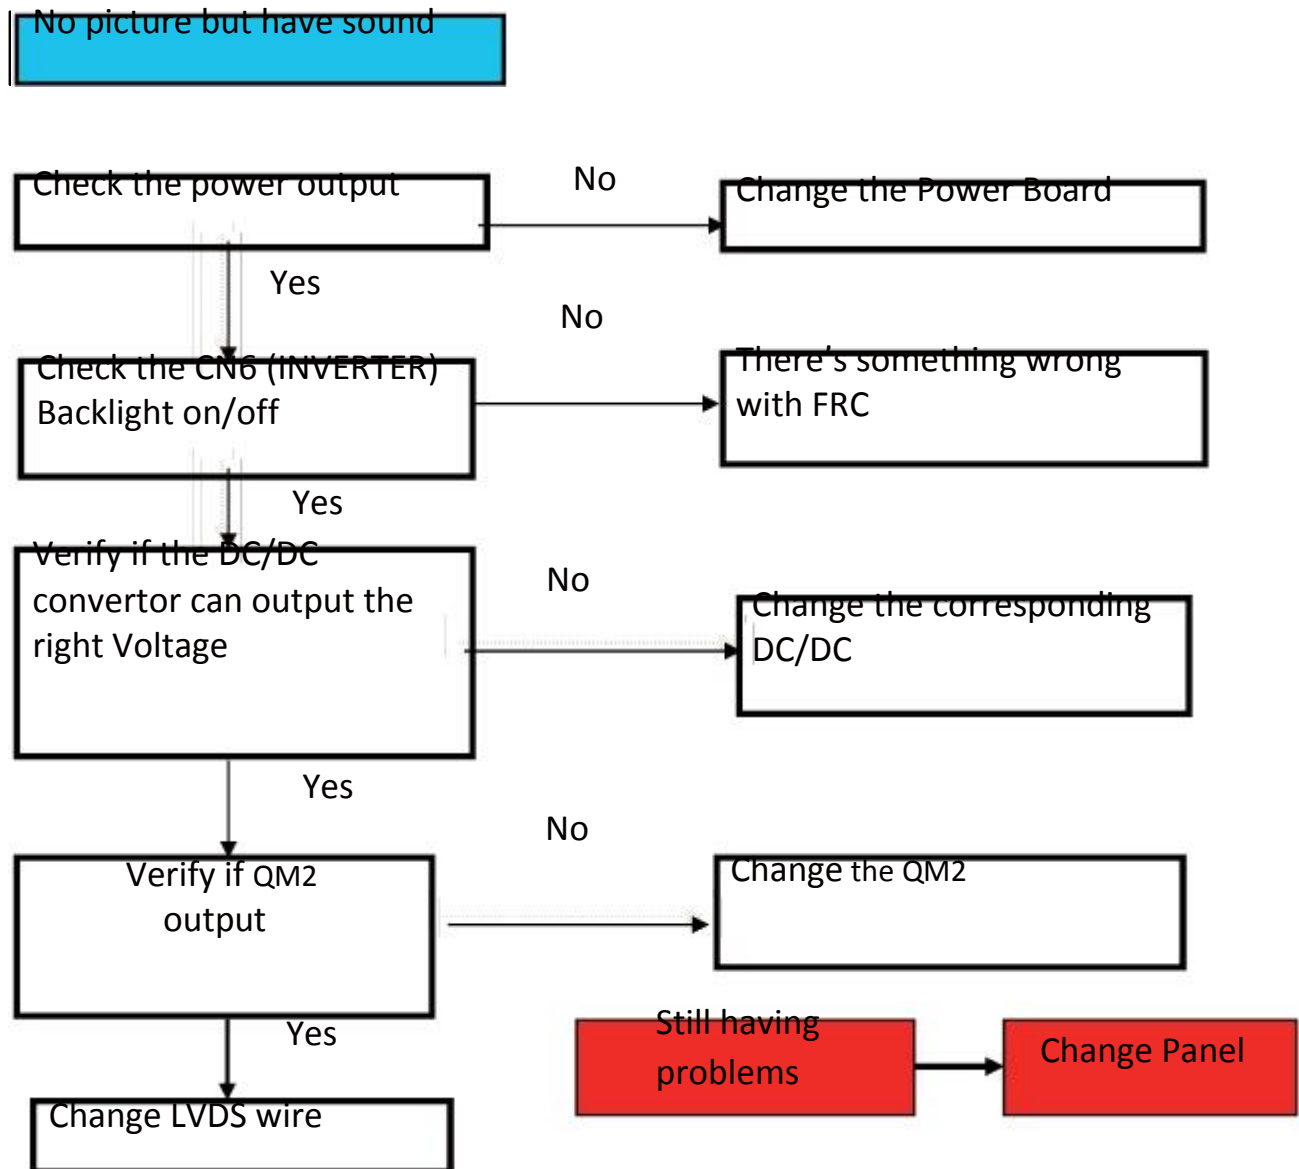 No picture but have sound
Check the power output
No
Change the Power Board
Yes
No
Check the CN6 (INVERTER)
Backlight on/off
There's something wrong
with FRC
Yes
Verify if the DC/DC
convertor can output the
right Voltage
No
Change the corresponding
DC/DC
Yes
No
Verify if QM2
output
Change the QM2
Yes
Still having
problems
Change Panel
Change LVDS wire